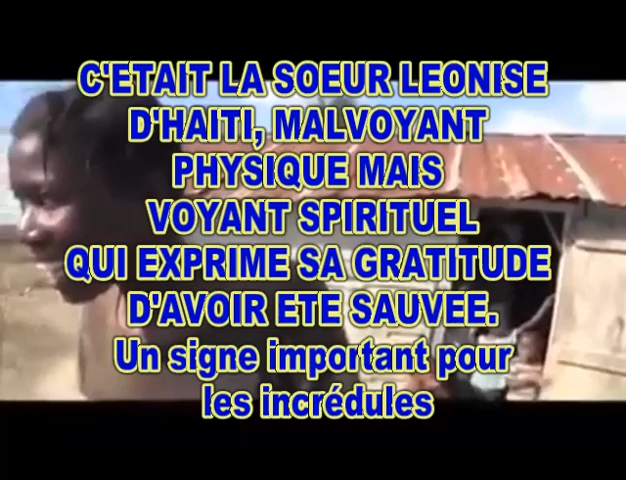 C'ETAIT LA SOEUR LEONISE
D'HAITI, MALVOYANT
PHYSIQUE MAIS
VOYANT SPIRITUEL
QUI EXPRIME SA GRATITUDE
D'AVOIR ETE SAUVEE.
Un signe important pour
les incrédules